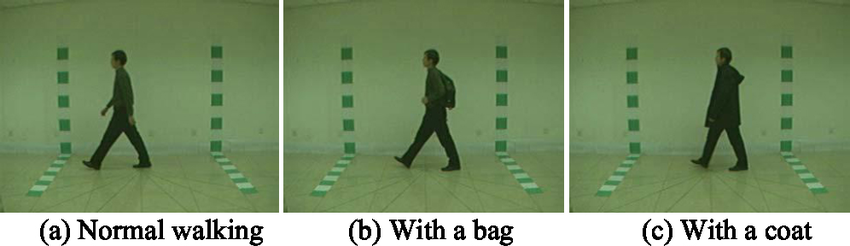 (a) Normal walking
(b) With a bag
(c) With a coat